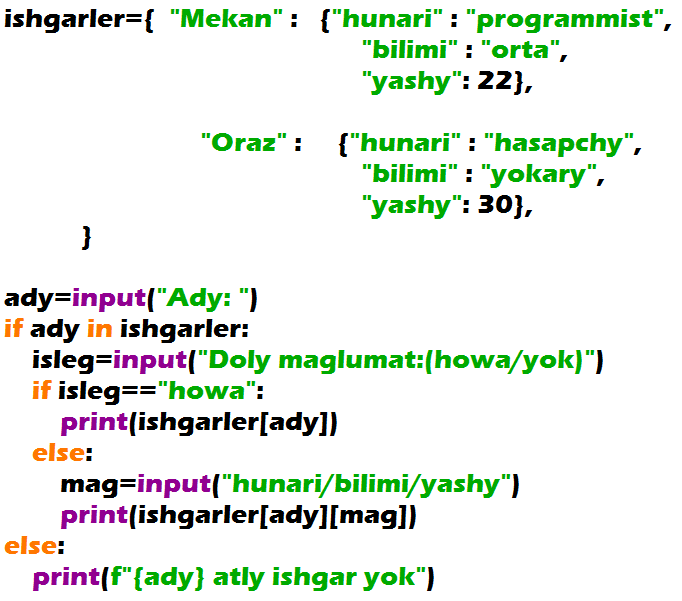 ishgarler={ "Mekan" : {"hunari" : "programmist",
"bilimi" : "orta",
"yashy": 22},
"Oraz" : {"hunari" : "hasapchy",
"bilimi" : "yokary",
"yashy": 30},
}
ady=input("Ady: ")
if ady in ishgarler:
isleg=input("Doly maglumat:(howa/yok)")
if isleg=="howa":
print(ishgarler[ady])
else:
mag=input("hunari/bilimi/yashy")
print(ishgarler[ady][mag])
else:
print(f"{ady} atly ishgar yok")